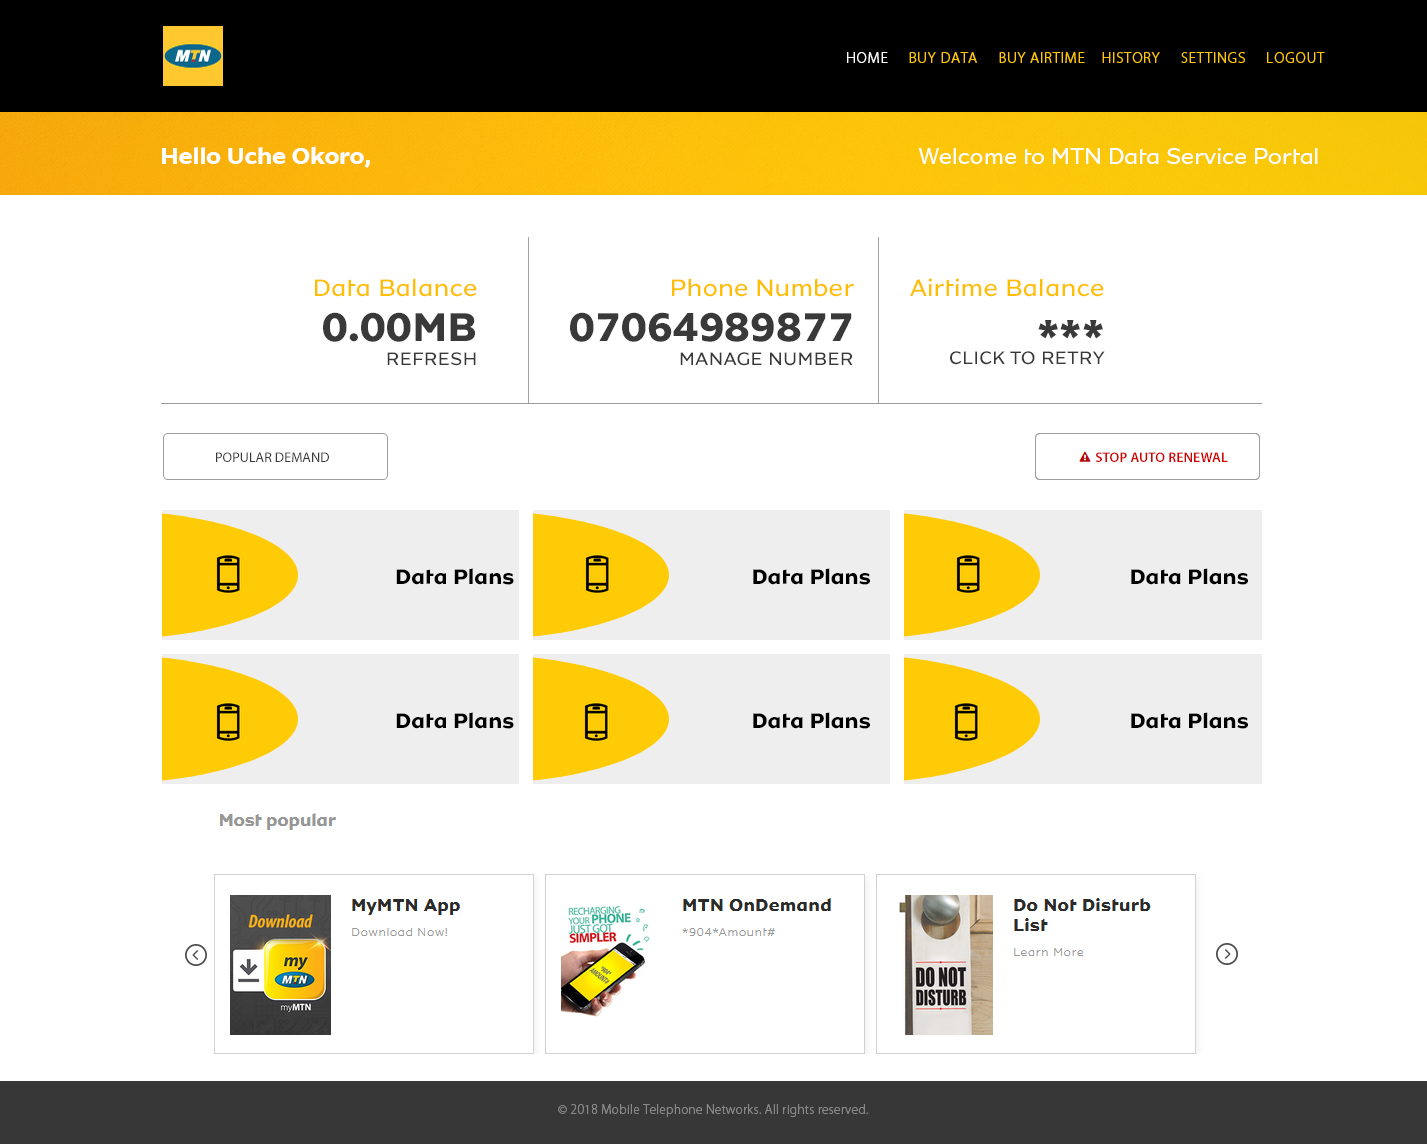 MTN
HOME BUY DATA BUY AIRTIME HISTORY SETTINGS LOGOUT
Hello Uche Okoro,
Welcome to MTN Data Service Portal
Data Balance
0.00MB
REFRESH
Phone Number
07064989877
MANAGE NUMBER
Airtime Balance
***
CLICK TO RETRY
POPULAR DEMAND
STOP AUTO RENEWAL
Data Plans
Data Plans
Data Plans
Data Plans
Data Plans
Data Plans
Most popular
Download
my
MTN
myMTN
MyMTN App
Download Now!
RECHARGING
YOUR PHONE
JUST GOT
SIMPLER
MTN OnDemand
*904*Amount#
DO NOT
DISTURB
Do Not Disturb
List
Learn More
© 2018 Mobile Telephone Networks. All rights reserved.